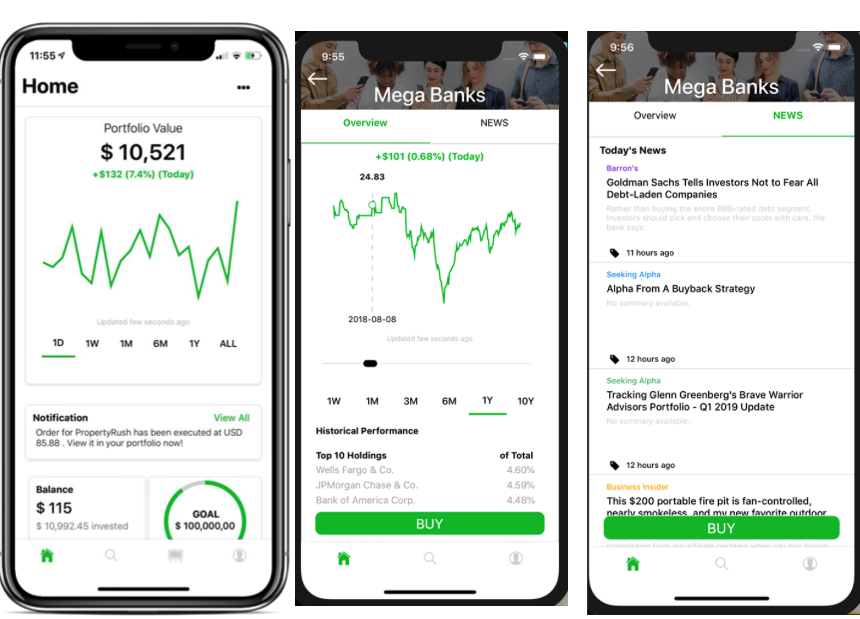 11:55
Home
Portfolio Value
$ 10,521
+$132 (7.4%) (Today)
Updated few seconds ago
1D 1W 1M 6M 1Y ALL
Notification View All
Order for PropertyRush has been executed at USD
85.88 . View it in your portfolio now!
Balance
$ 115
$ 10,992.45 invested
GOAL
$ 100,000,00
9:55
Mega Banks
Overview NEWS
+$101 (0.68%) (Today)
24.83
2018-08-08
Updated few seconds ago
1W 1M 3M 6M 1Y 10Y
Historical Performance
Top 10 Holdings of Total
Wells Fargo & Co. 4.60%
JPMorgan Chase & 4.59%
Bank of America Corp. 4.48%
BUY
9:56
Mega Banks
Overview NEWS
Today's News
Barron's
Goldman Sachs Tells Investors Not to Fear All
Debt-Laden Companies
Rather than buying the entire BBB-rated debt segment,
investors should pick and choose their spots with care, the
bank says.
11 hours ago
Seeking Alpha
Alpha From A Buyback Strategy
No summary available.
12 hours ago
Seeking Alpha
Tracking Glenn Greenberg's Brave Warrior
Advisors Portfolio - Q1 2019 Update
No summary available.
12 hours ago
Business Insider
This $200 portable fire pit is fan-controlled,
nearly smokeless, and my new favorite outdoor
BUY
commission from our affiliate partners when you buy